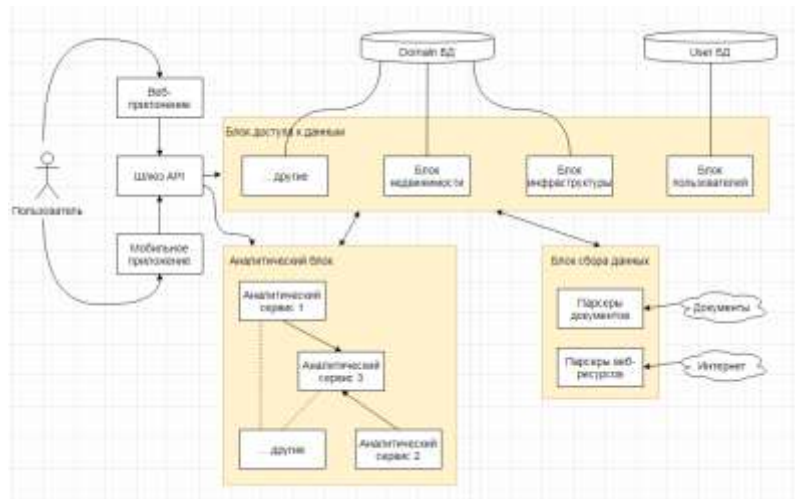 Domain БД
User БД
Веб-
приложение
Блок доступа к данным
Шлюз API
... другие
Блок
недвижимости
Блок
инфраструктуры
Блок
пользователей
Пользователь
Мобильное
приложение
Аналитический блок
Блок сбора данных
Аналитический
сервис 1
Парсеры
документов
Документы
Аналитический
сервис 3
Парсеры веб-
ресурсов
Интернет
... другие
Аналитический
сервис 2